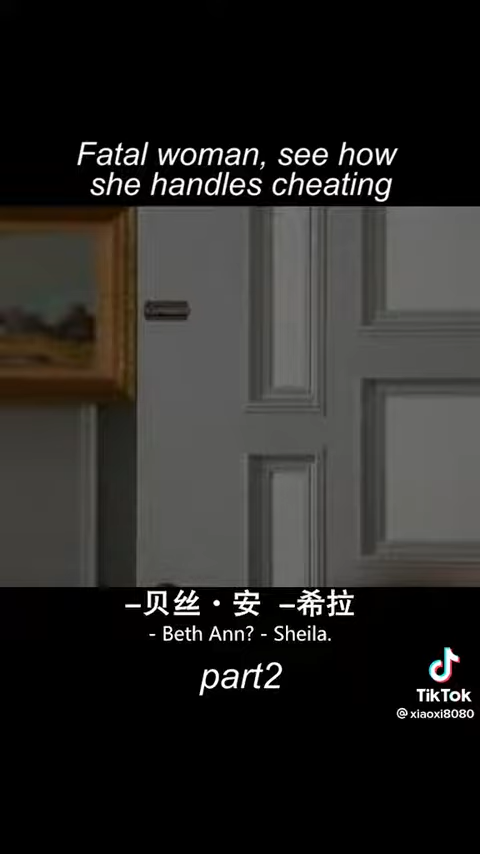 Fatal woman, see how
she handles cheating
–贝丝·安 –希拉
- Beth Ann? - Sheila.
part2
TikTok
@xiaoxi8080